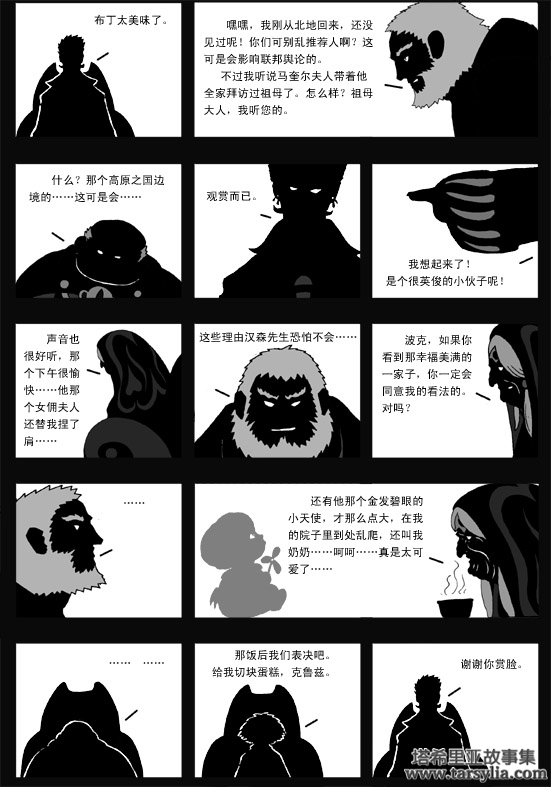 布丁太美味了。
嘿嘿，我刚从北地回来，还没
见过呢！你们可别乱推荐人啊？这
可是会影响联邦舆论的。
不过我听说马奎尔夫人带着他
全家拜访过祖母了。怎么样？祖母
大人，我听您的。
什么？那个高原之国边
境的……这可是会……
观赏而已。
我想起来了！
是个很英俊的小伙子呢！
声音也
很好听，那
个下午很愉
快……他那
个女佣夫人
还替我捏了
肩……
这些理由汉森先生恐怕不会……
波克，如果你
看到那幸福美满的
一家子，你一定会
同意我的看法的。
对吗？
……
还有他那个金发碧眼的
小天使，才那么点大，在我
的院子里到处乱爬，还叫我
奶奶……呵呵……真是太可
爱了……
…… ……
那饭后我们表决吧。
给我切块蛋糕，克鲁兹。
谢谢你赏脸。
塔希里亚故事集
www.tarsylia.com